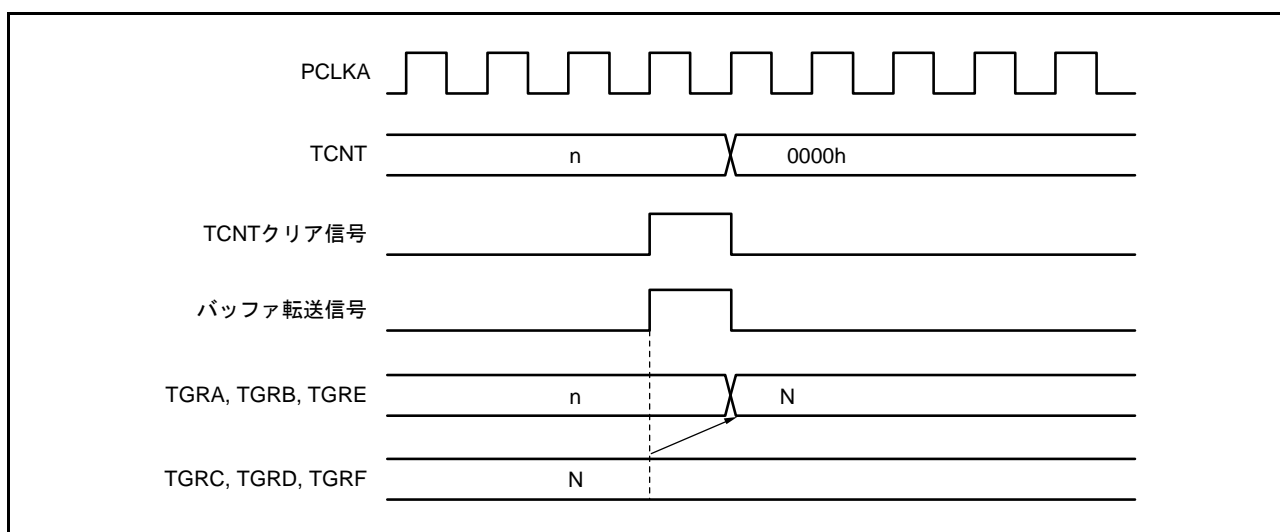 PCLKA
TCNT n 0000h
TCNTクリア信号
バッファ転送信号
TGRA, TGRB, TGRE n N
TGRC, TGRD, TGRF N